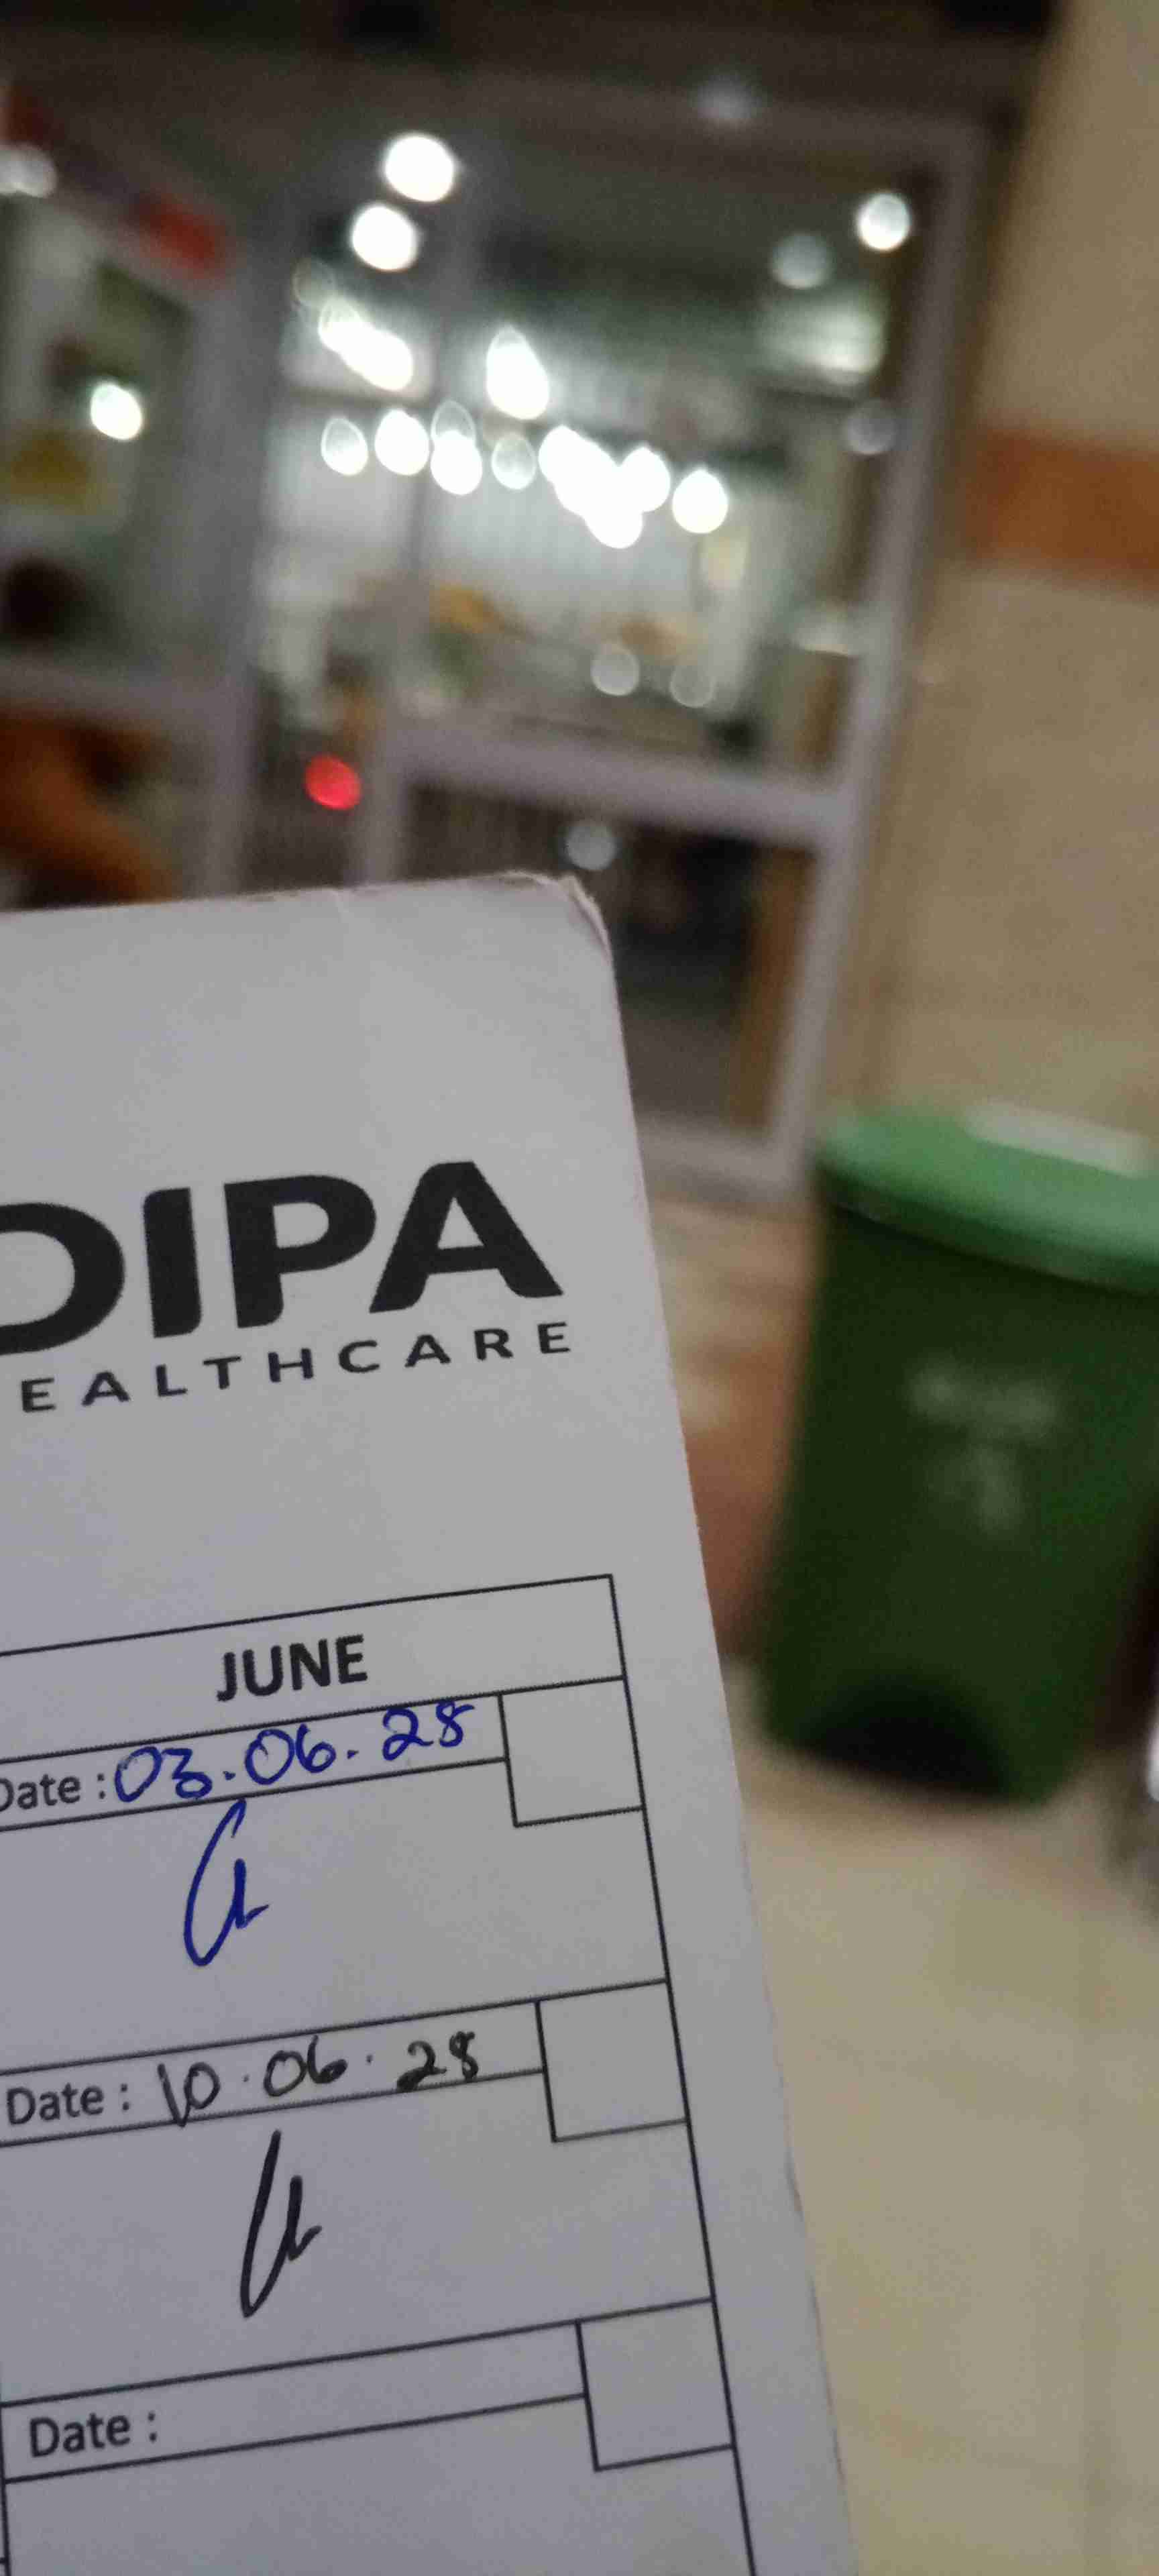 DIPA
EALTHCARE
JUNE
Date : 03.06.28
Date : 10.06.28
Date :